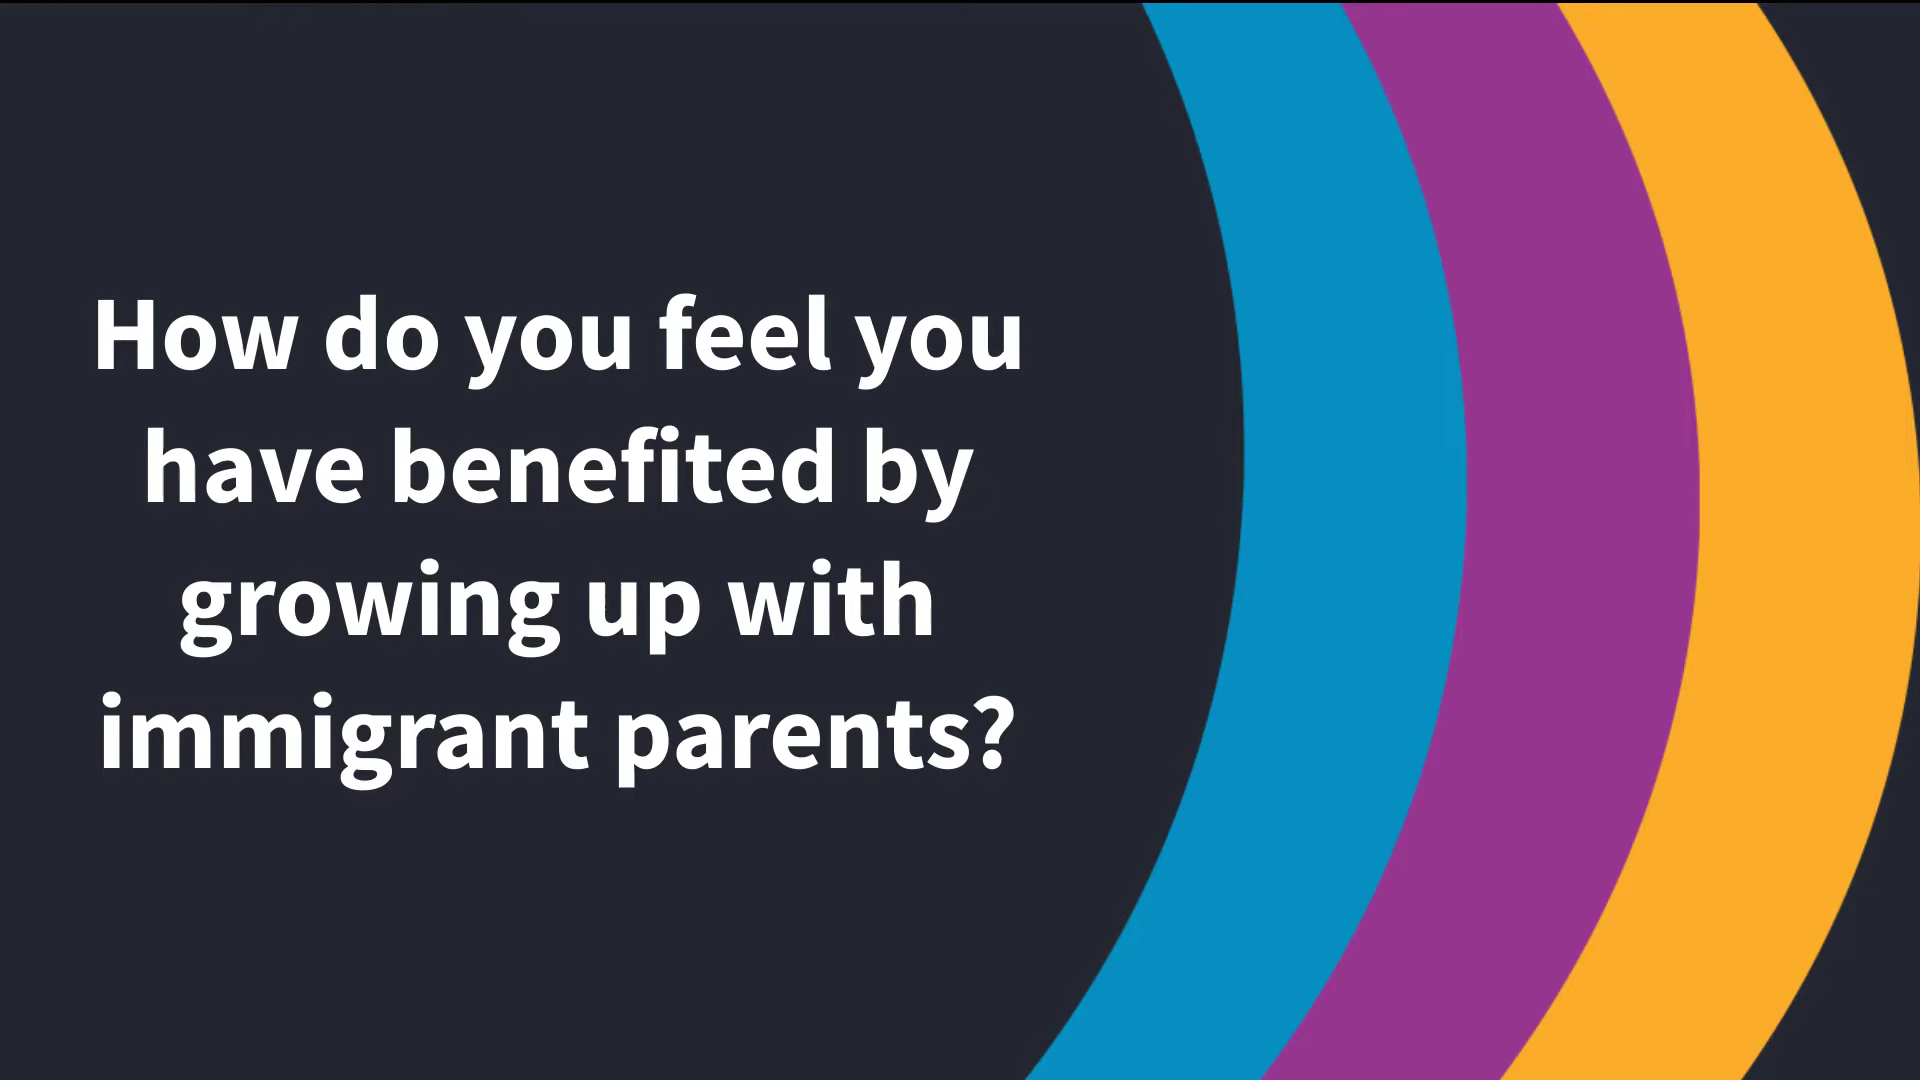 How do you feel you
have benefited by
growing up with
immigrant parents?